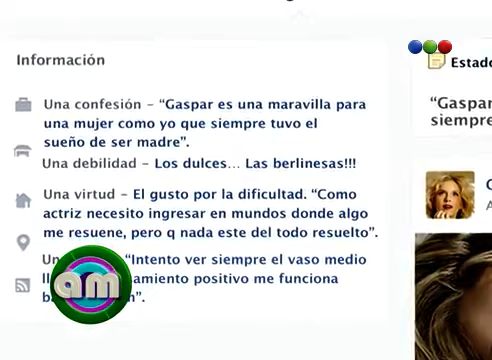 Información
Una confesión – “Gaspar es una maravilla para
una mujer como yo que siempre tuvo el
sueño de ser madre”.
Una debilidad – Los dulces... Las berlinesas!!!
Una virtud – El gusto por la dificultad. “Como
actriz necesito ingresar en mundos donde algo
me resuene, pero q nada este del todo resuelto”.
“Intento ver siempre el vaso medio
positivo me funciona
”.
am
Estado
“Gaspar
siempre